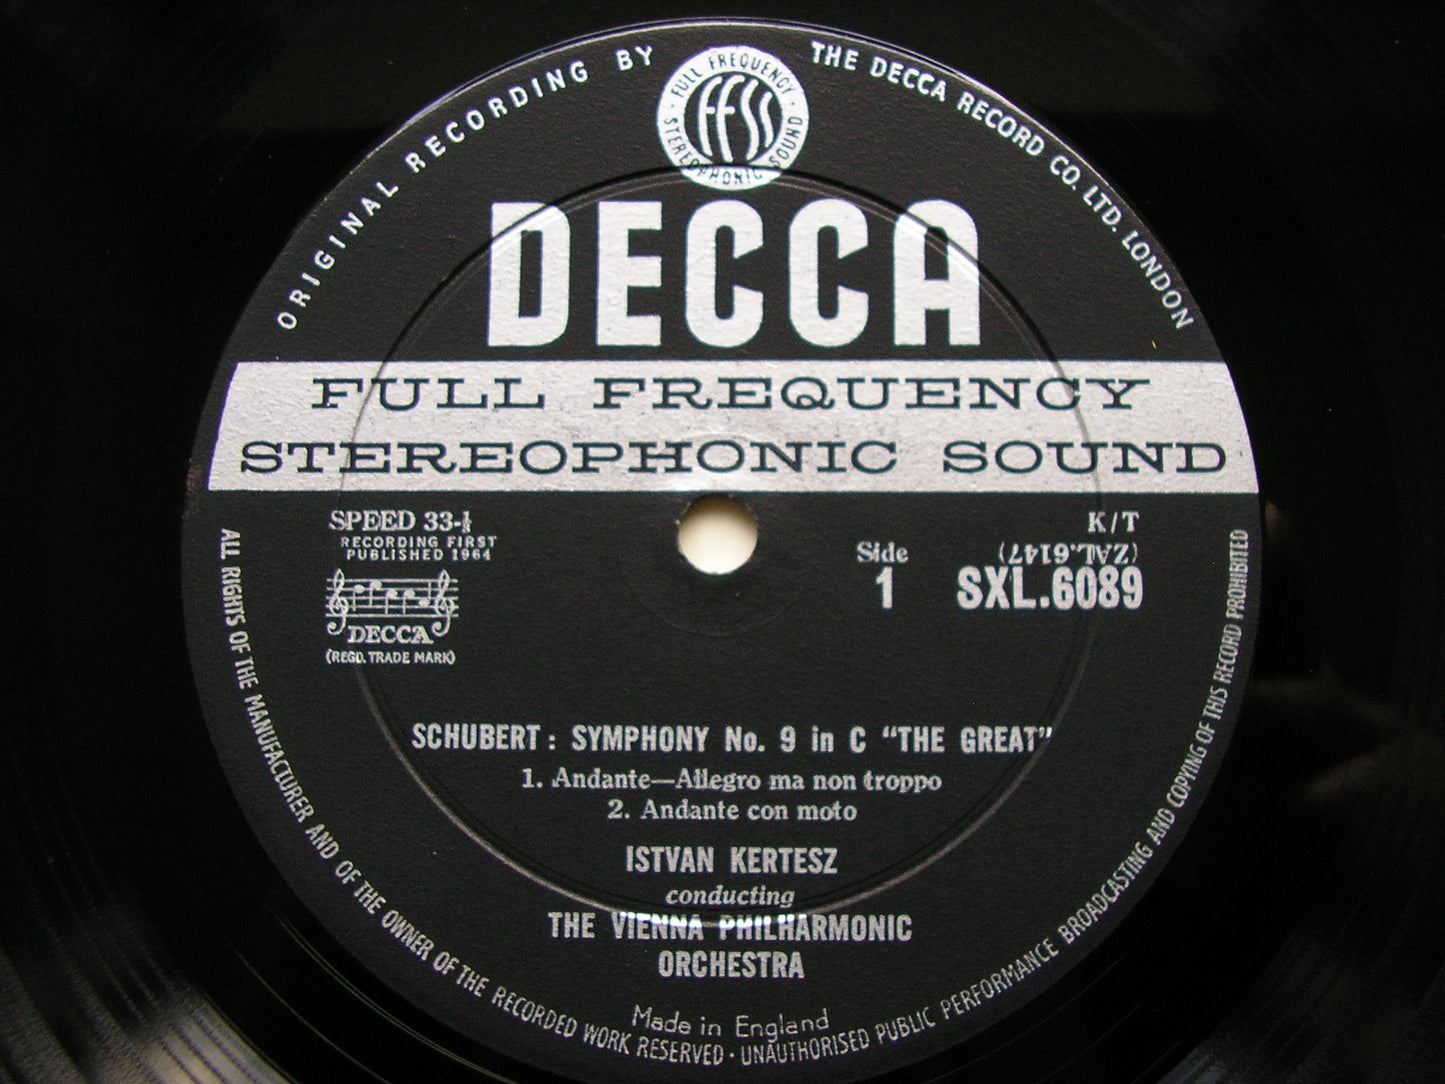 ORIGINAL RECORDING BY
THE DECCA RECORD CO. LTD. LONDON
FULL FREQUENCY
STEREOPHONIC SOUND
FFSS
DECCA
FULL FREQUENCY
STEREOPHONIC SOUND
SPEED 33-⅓
RECORDING FIRST
PUBLISHED 1964
DECCA
(REGD. TRADE MARK)
K/T
(ZAL.6147)
Side
1
SXL.6089
SCHUBERT : SYMPHONY No. 9 in C "THE GREAT"
1. Andante—Allegro ma non troppo
2. Andante con moto
ISTVAN KERTESZ
conducting
THE VIENNA PHILHARMONIC
ORCHESTRA
Made in England
ALL RIGHTS OF THE MANUFACTURER AND OF THE OWNER OF THE RECORDED WORK RESERVED · UNAUTHORISED PUBLIC PERFORMANCE BROADCASTING AND COPYING OF THIS RECORD PROHIBITED